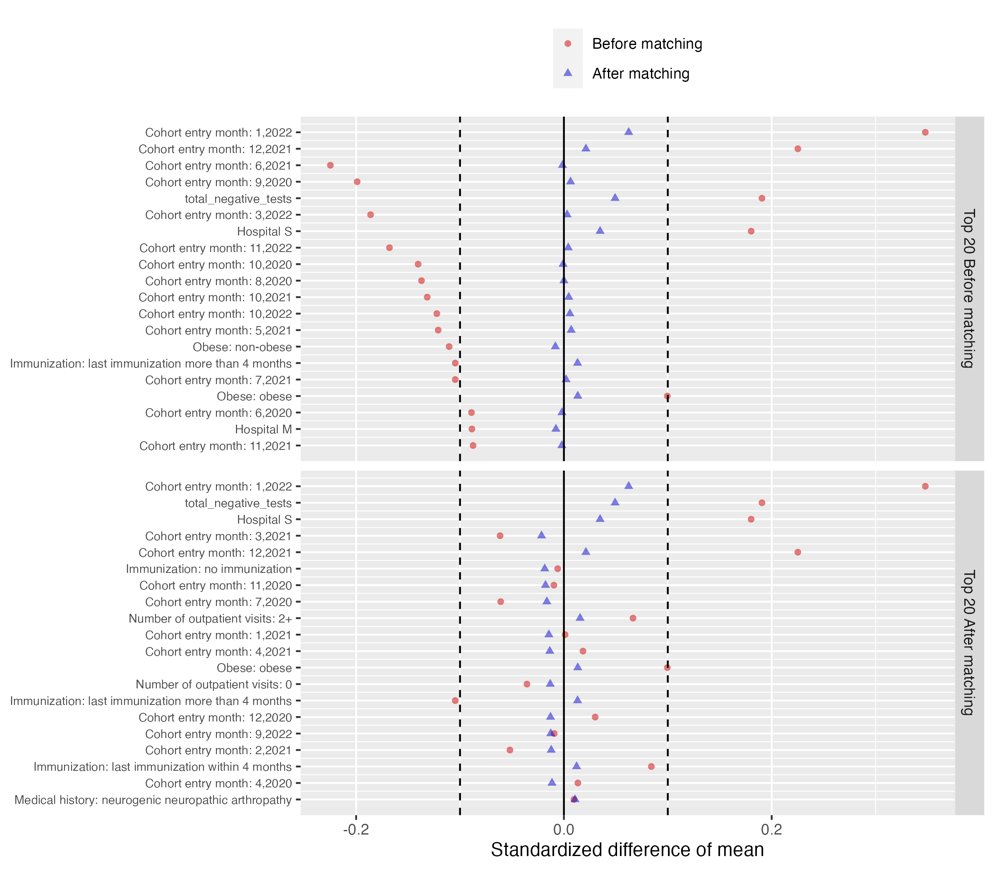 Before matching
After matching
Cohort entry month: 1,2022
Cohort entry month: 12,2021
Cohort entry month: 6,2021
Cohort entry month: 9,2020
total_negative_tests
Cohort entry month: 3,2022
Hospital S
Cohort entry month: 11,2022
Cohort entry month: 10,2020
Cohort entry month: 8,2020
Cohort entry month: 10,2021
Cohort entry month: 10,2022
Cohort entry month: 5,2021
Obese: non-obese
Immunization: last immunization more than 4 months
Cohort entry month: 7,2021
Obese: obese
Cohort entry month: 6,2020
Hospital M
Cohort entry month: 11,2021
Top 20 Before matching
Cohort entry month: 1,2022
total_negative_tests
Hospital S
Cohort entry month: 3,2021
Cohort entry month: 12,2021
Immunization: no immunization
Cohort entry month: 11,2020
Cohort entry month: 7,2020
Number of outpatient visits: 2+
Cohort entry month: 1,2021
Cohort entry month: 4,2021
Obese: obese
Number of outpatient visits: 0
Immunization: last immunization more than 4 months
Cohort entry month: 12,2020
Cohort entry month: 9,2022
Cohort entry month: 2,2021
Immunization: last immunization within 4 months
Cohort entry month: 4,2020
Medical history: neurogenic neuropathic arthropathy
Top 20 After matching
-0.2 0.0 0.2
Standardized difference of mean